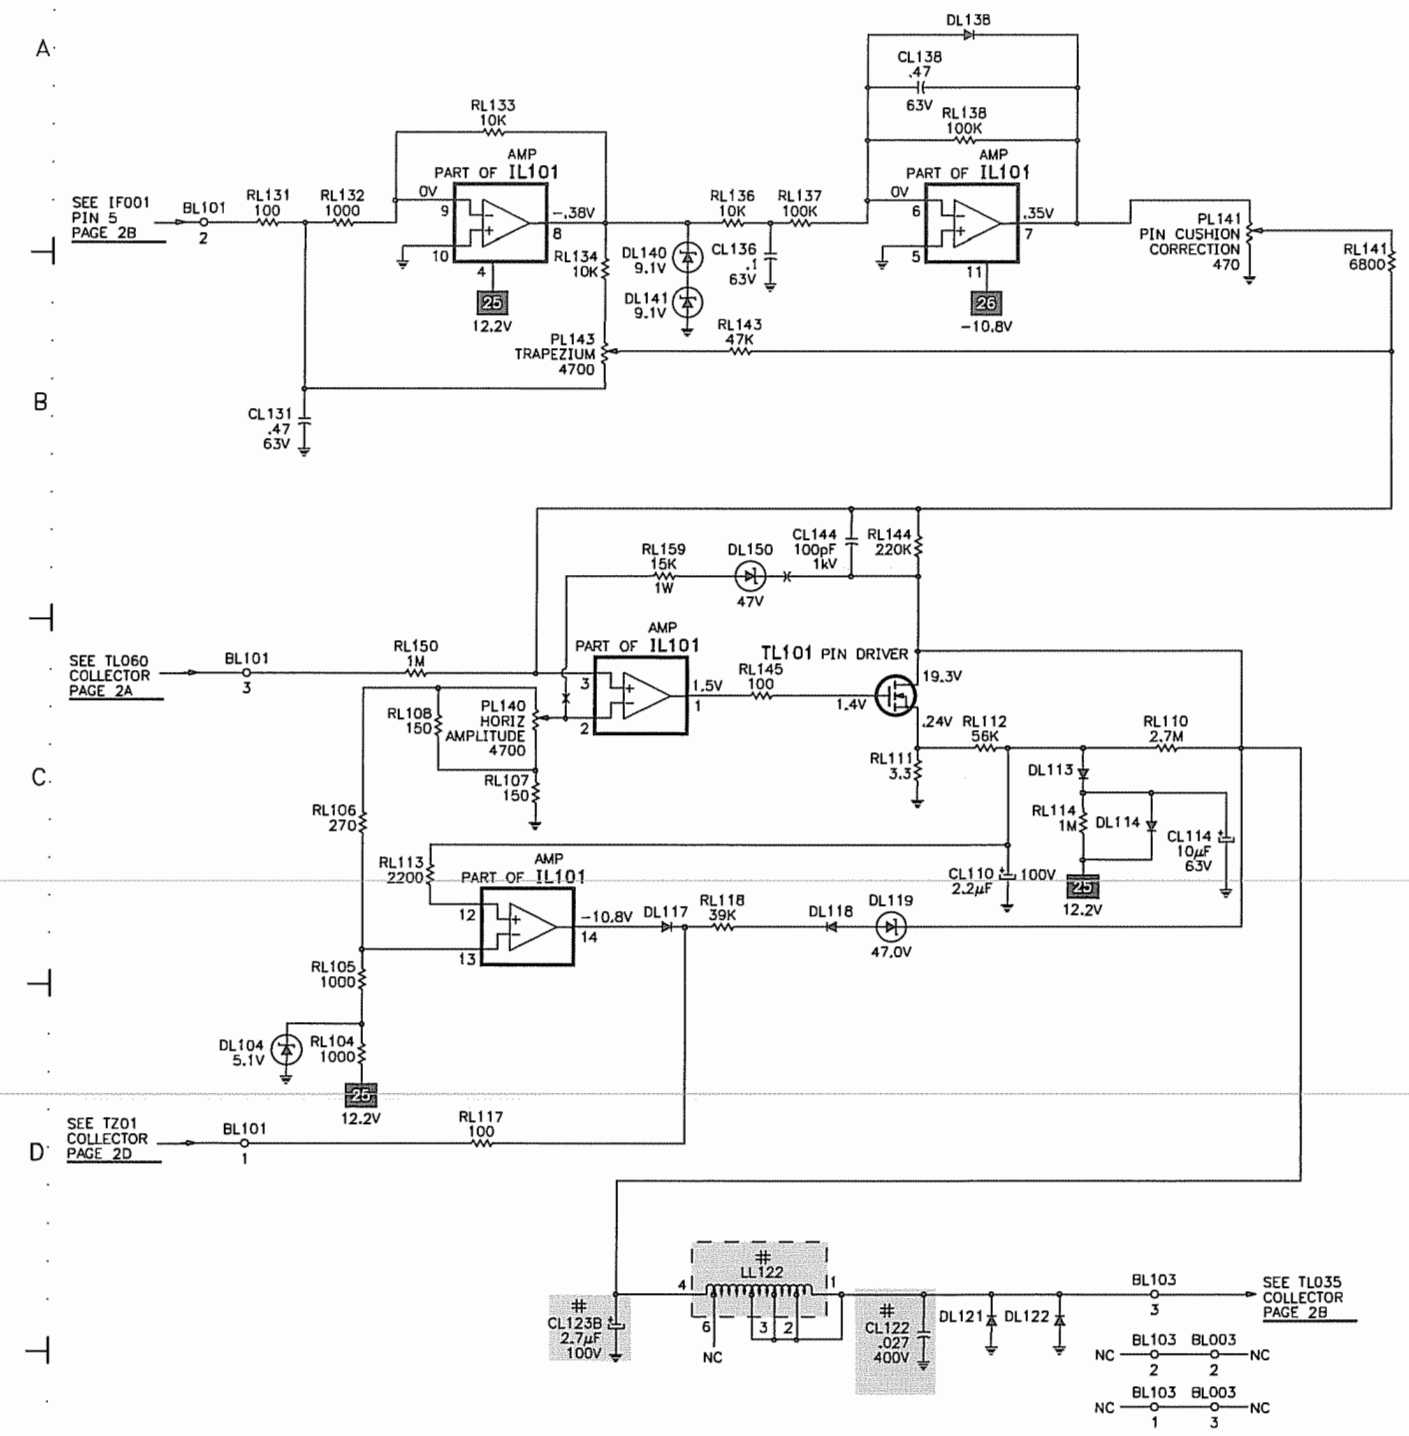 A
DL138
CL138
.47
63V
RL133
10K
RL138
100K
AMP
PART OF IL101
AMP
PART OF IL101
SEE IF001
PIN 5
PAGE 2B
BL101
2
RL131
100
RL132
1000
0V
9
10
4
-.38V
8
25
12.2V
RL134
10K
DL140
9.1V
DL141
9.1V
RL136
10K
CL136
.1
63V
RL137
100K
0V
6
5
11
.35V
7
26
-10.8V
PL141
PIN CUSHION
CORRECTION
470
RL141
6800
PL143
TRAPEZIUM
4700
RL143
47K
B
CL131
.47
63V
RL159
15K
1W
DL150
47V
CL144
100pF
1kV
RL144
220K
SEE TL060
COLLECTOR
PAGE 2A
BL101
3
RL150
1M
AMP
PART OF IL101
3
2
1.5V
1
RL145
100
TL101 PIN DRIVER
19.3V
1.4V
.24V
RL108
150
PL140
HORIZ
AMPLITUDE
4700
RL107
150
RL111
3.3
RL112
56K
RL110
2.7M
C
DL113
RL114
1M
DL114
CL114
10µF
63V
RL106
270
RL113
2200
AMP
PART OF IL101
12
13
-10.8V
14
DL117
RL118
39K
DL118
DL119
47.0V
CL110
2.2µF
100V
25
12.2V
RL105
1000
DL104
5.1V
RL104
1000
25
12.2V
D
SEE TZ01
COLLECTOR
PAGE 2D
BL101
1
RL117
100
#
LL122
4
1
6
3
2
NC
#
CL123B
2.7µF
100V
#
CL122
.027
400V
DL121
DL122
BL103
3
SEE TL035
COLLECTOR
PAGE 2B
NC
BL103
2
BL003
2
NC
NC
BL103
1
BL003
3
NC